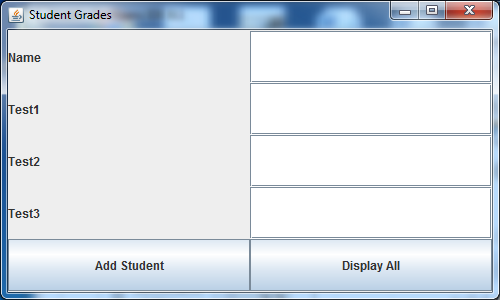 Student Grades
Name
Test1
Test2
Test3
Add Student
Display All